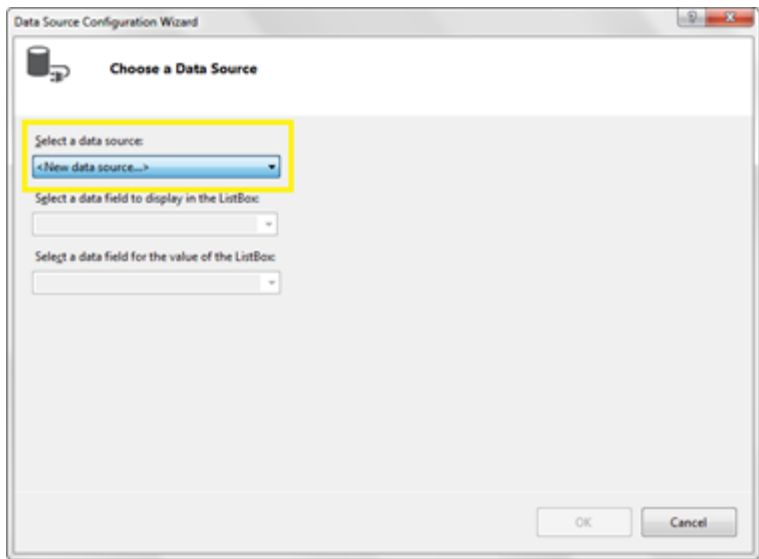 Data Source Configuration Wizard
Choose a Data Source
Select a data source:
<New data source...>
Select a data field to display in the ListBox:
Select a data field for the value of the ListBox:
OK
Cancel